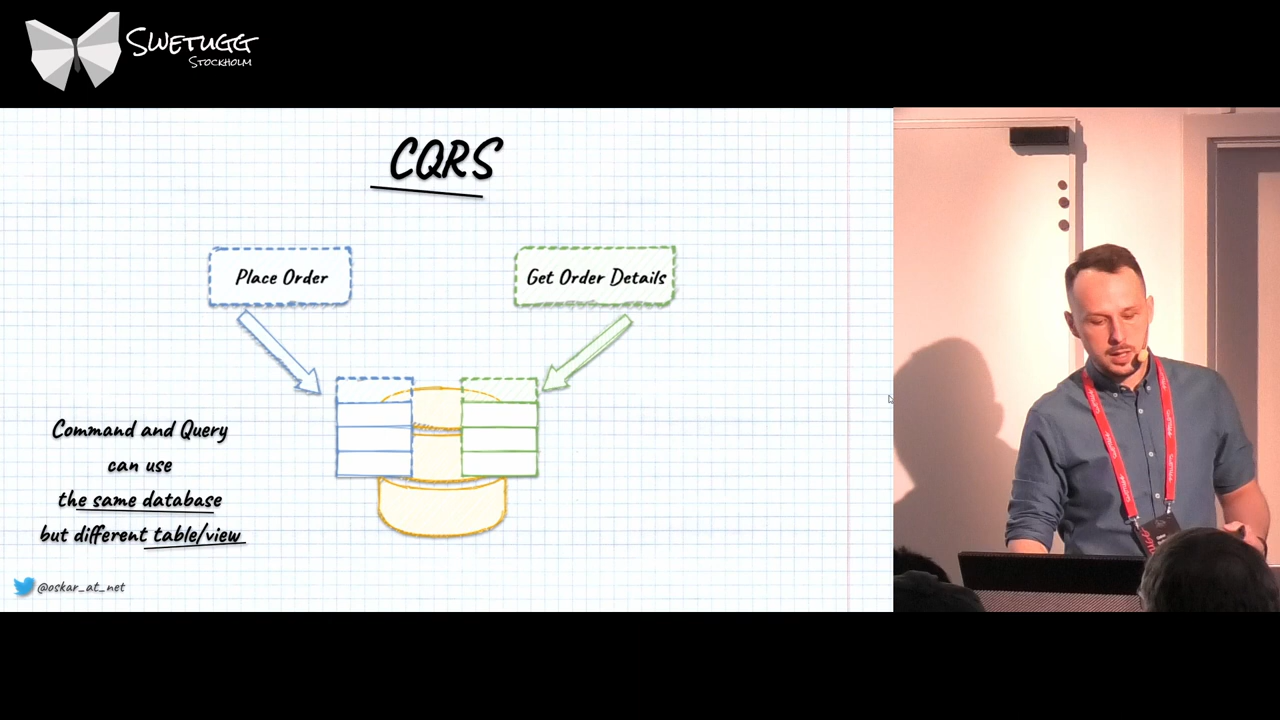 Swetugg
Stockholm
CQRS
Place Order
Get Order Details
Command and Query
can use
the same database
but different table/view
@oskar_at_net